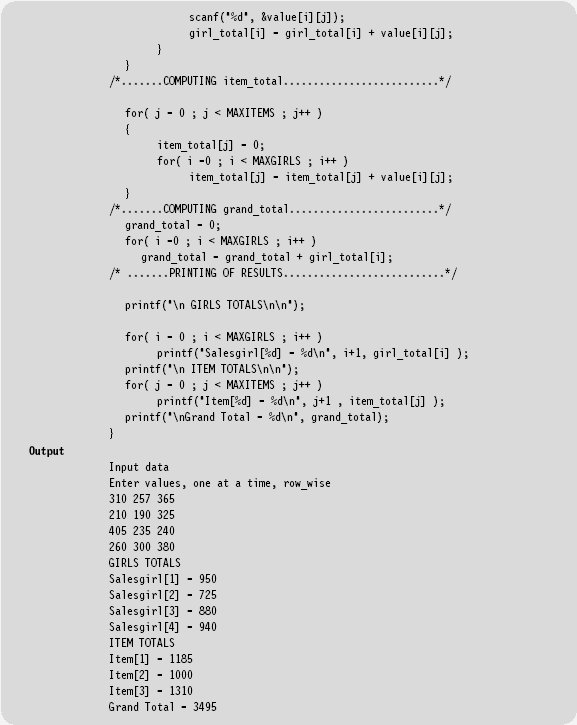 scanf("%d", &value[i][j]);
girl_total[i] = girl_total[i] + value[i][j];
}
}
/*.......COMPUTING item_total..........................*/
for( j = 0 ; j < MAXITEMS ; j++ )
{
item_total[j] = 0;
for( i =0 ; i < MAXGIRLS ; i++ )
item_total[j] = item_total[j] + value[i][j];
}
/*.......COMPUTING grand_total.........................*/
grand_total = 0;
for( i =0 ; i < MAXGIRLS ; i++ )
grand_total = grand_total + girl_total[i];
/* .......PRINTING OF RESULTS...........................*/
printf("\n GIRLS TOTALS\n\n");
for( i = 0 ; i < MAXGIRLS ; i++ )
printf("Salesgirl[%d] = %d\n", i+1, girl_total[i] );
printf("\n ITEM TOTALS\n\n");
for( j = 0 ; j < MAXITEMS ; j++ )
printf("Item[%d] = %d\n", j+1 , item_total[j] );
printf("\nGrand Total = %d\n", grand_total);
}
Output
Input data
Enter values, one at a time, row_wise
310 257 365
210 190 325
405 235 240
260 300 380
GIRLS TOTALS
Salesgirl[1] = 950
Salesgirl[2] = 725
Salesgirl[3] = 880
Salesgirl[4] = 940
ITEM TOTALS
Item[1] = 1185
Item[2] = 1000
Item[3] = 1310
Grand Total = 3495